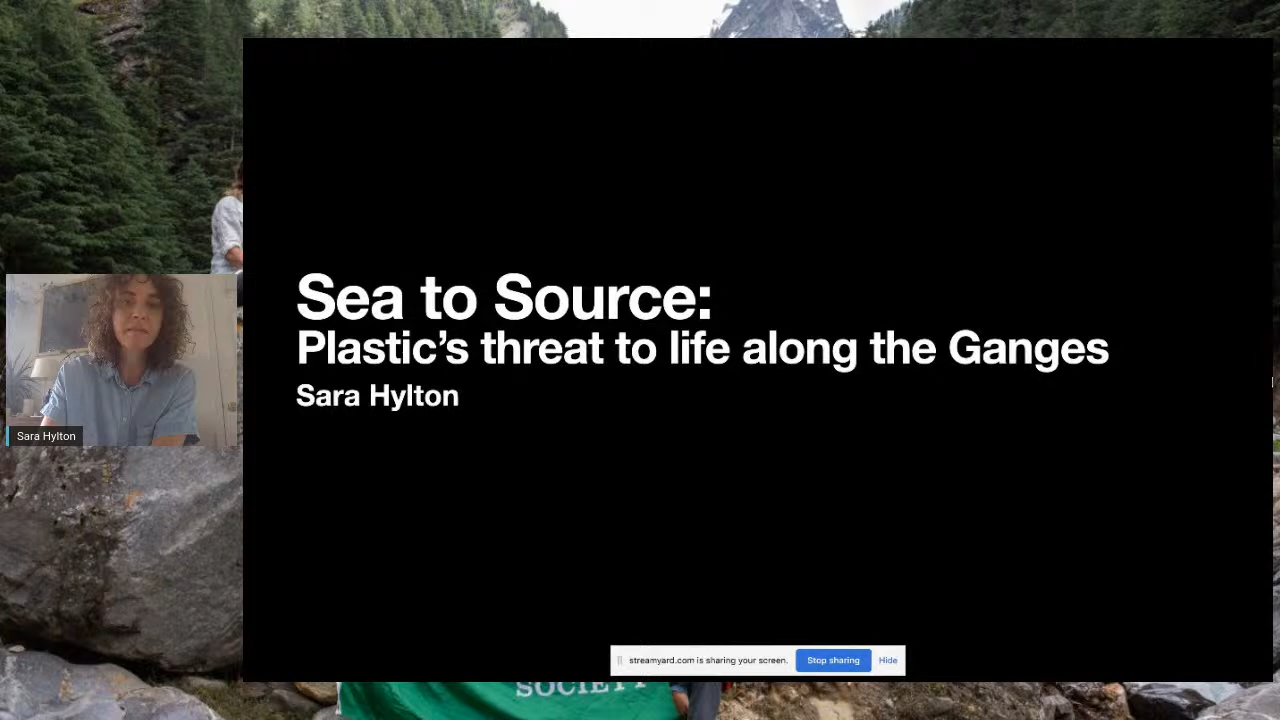 Sea to Source:
Plastic's threat to life along the Ganges
Sara Hylton
Sara Hylton
streamyard.com is sharing your screen.
Stop sharing
Hide
SOCIETY